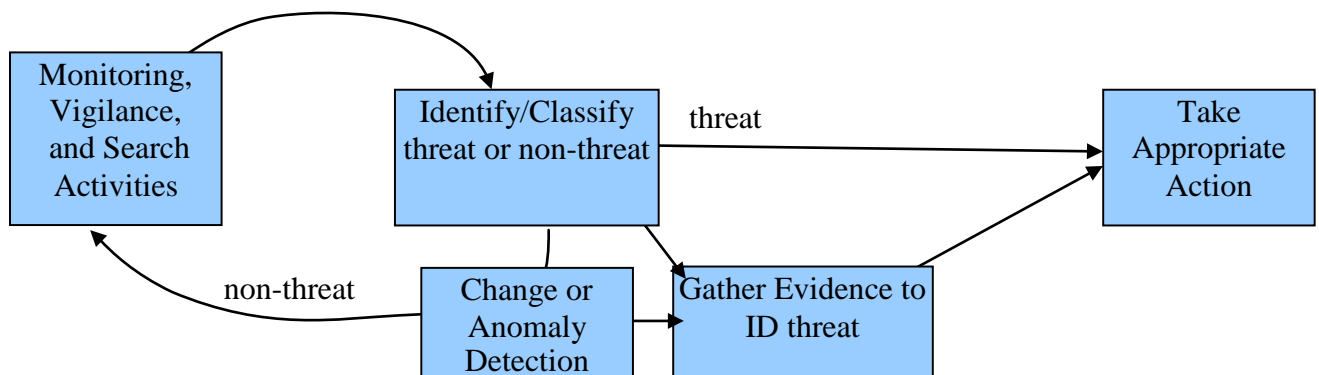 Monitoring,
Vigilance,
and Search
Activities
Identify/Classify
threat or non-threat
threat
Take
Appropriate
Action
non-threat
Change or
Anomaly
Detection
Gather Evidence to
ID threat